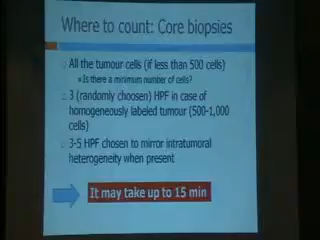 Where to count: Core biopsies
All the tumour cells (if less than 500 cells)
» Is there a minimum number of cells?
3 (randomly choosen) HPF in case of
homogeneously labeled tumour (500-1,000
cells)
3-5 HPF chosen to mirror intratumoral
heterogeneity when present
It may take up to 15 min